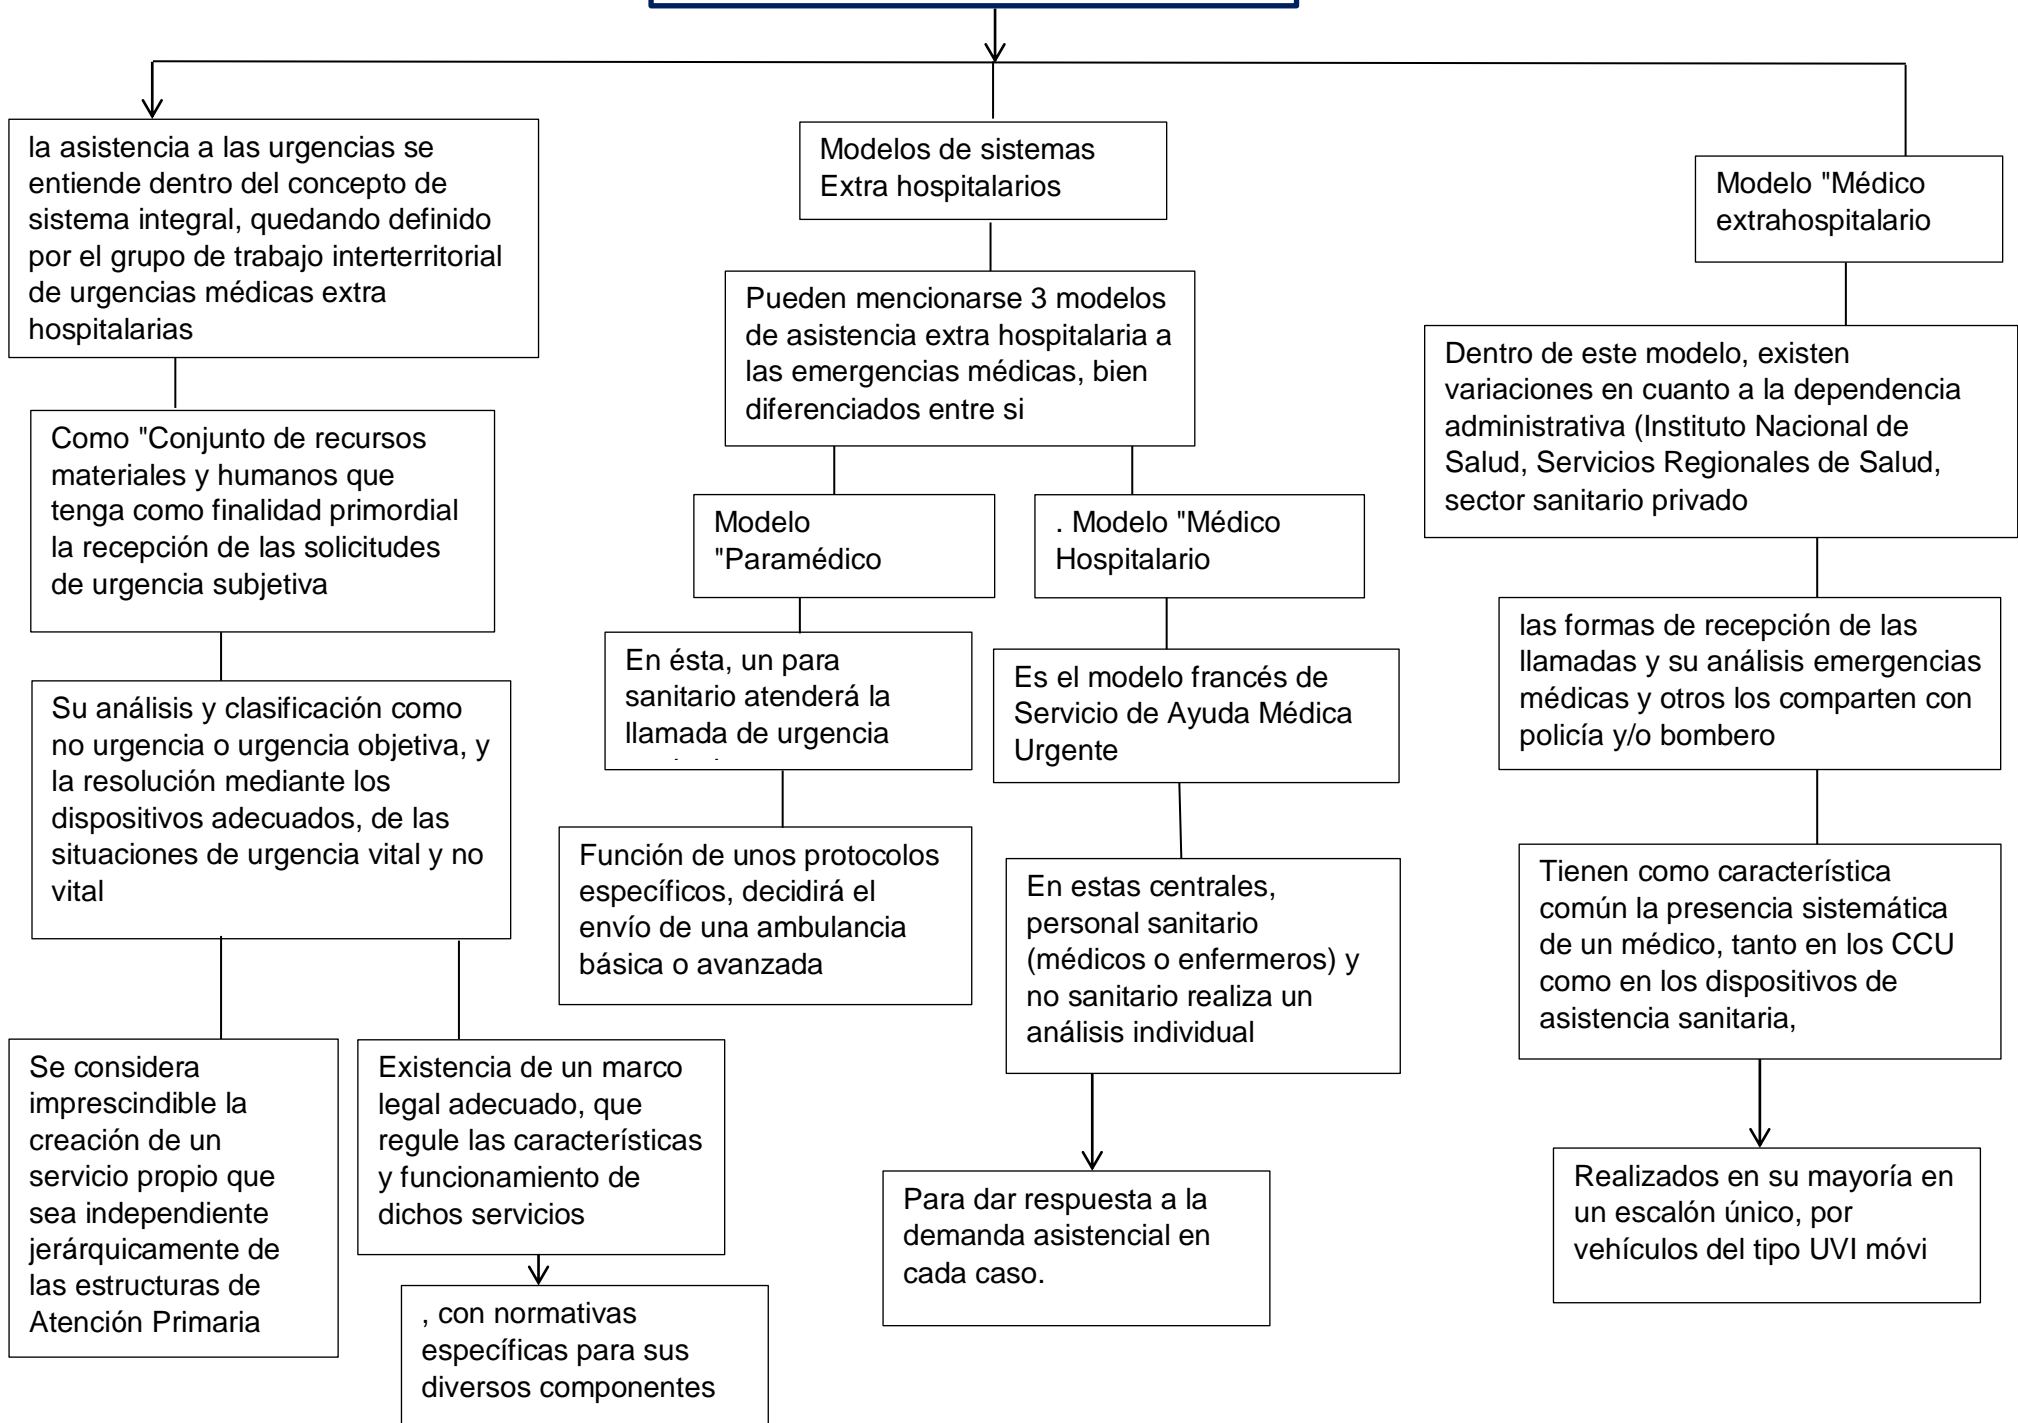 la asistencia a las urgencias se
entiende dentro del concepto de
sistema integral, quedando definido
por el grupo de trabajo interterritorial
de urgencias médicas extra
hospitalarias
Como "Conjunto de recursos
materiales y humanos que
tenga como finalidad primordial
la recepción de las solicitudes
de urgencia subjetiva
Su análisis y clasificación como
no urgencia o urgencia objetiva, y
la resolución mediante los
dispositivos adecuados, de las
situaciones de urgencia vital y no
vital
Se considera
imprescindible la
creación de un
servicio propio que
sea independiente
jerárquicamente de
las estructuras de
Atención Primaria
Existencia de un marco
legal adecuado, que
regule las características
y funcionamiento de
dichos servicios
, con normativas
específicas para sus
diversos componentes
Modelos de sistemas
Extra hospitalarios
Pueden mencionarse 3 modelos
de asistencia extra hospitalaria a
las emergencias médicas, bien
diferenciados entre si
Modelo
"Paramédico
En ésta, un para
sanitario atenderá la
llamada de urgencia
Función de unos protocolos
específicos, decidirá el
envío de una ambulancia
básica o avanzada
. Modelo "Médico
Hospitalario
Es el modelo francés de
Servicio de Ayuda Médica
Urgente
En estas centrales,
personal sanitario
(médicos o enfermeros) y
no sanitario realiza un
análisis individual
Para dar respuesta a la
demanda asistencial en
cada caso.
Modelo "Médico
extrahospitalario
Dentro de este modelo, existen
variaciones en cuanto a la dependencia
administrativa (Instituto Nacional de
Salud, Servicios Regionales de Salud,
sector sanitario privado
las formas de recepción de las
llamadas y su análisis emergencias
médicas y otros los comparten con
policía y/o bombero
Tienen como característica
común la presencia sistemática
de un médico, tanto en los CCU
como en los dispositivos de
asistencia sanitaria,
Realizados en su mayoría en
un escalón único, por
vehículos del tipo UVI móvi